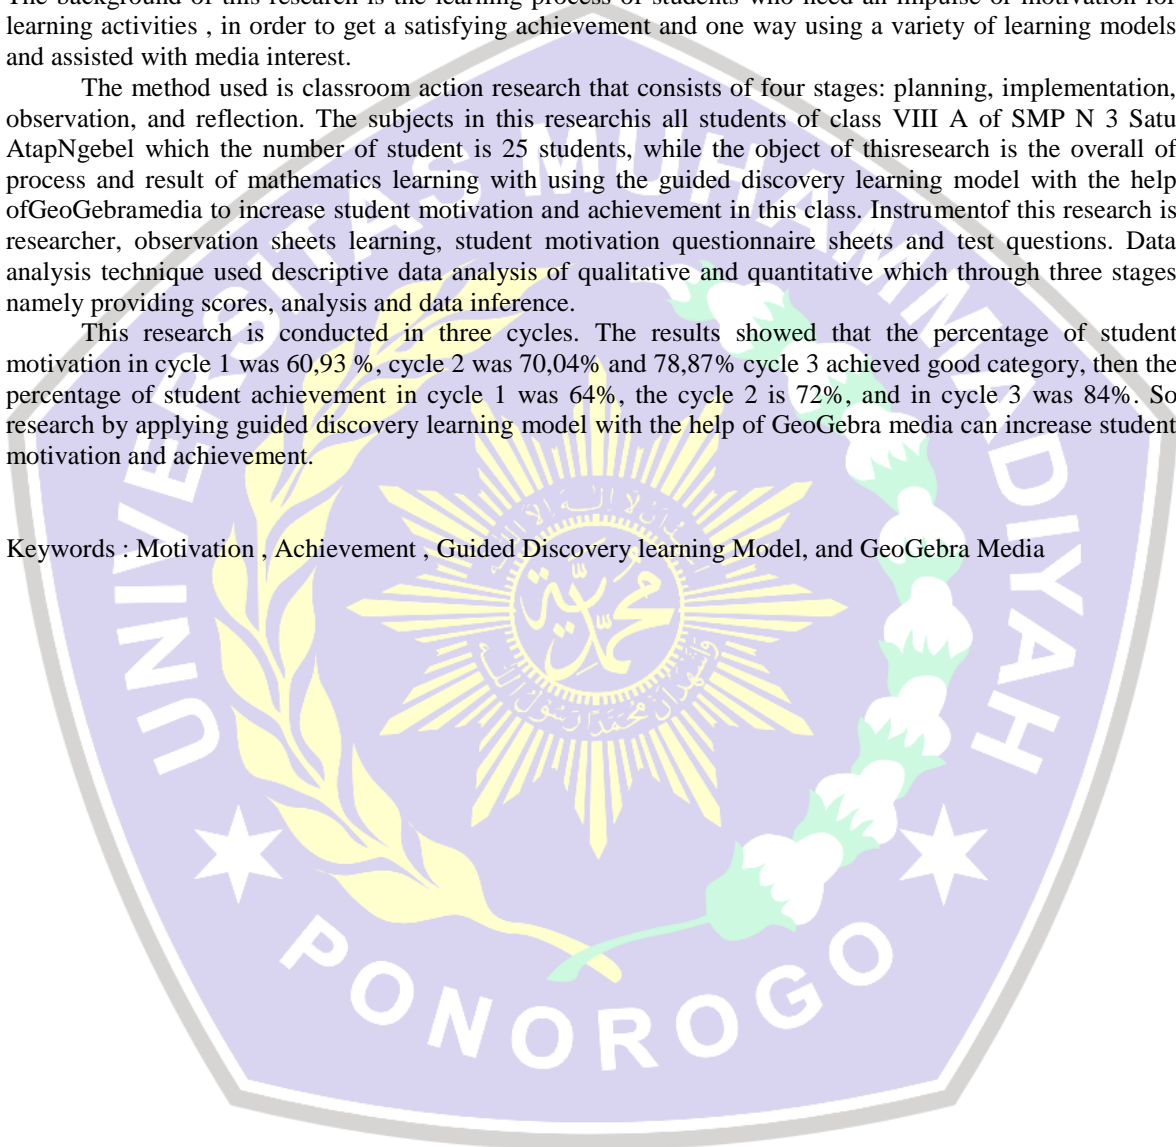 The background of this research is the learning process of students who need an impulse or motivation for
learning activities , in order to get a satisfying achievement and one way using a variety of learning models
and assisted with media interest.
The method used is classroom action research that consists of four stages: planning, implementation,
observation, and reflection. The subjects in this researchis all students of class VIII A of SMP N 3 Satu
AtapNgebel which the number of student is 25 students, while the object of thisresearch is the overall of
process and result of mathematics learning with using the guided discovery learning model with the help
ofGeoGebramedia to increase student motivation and achievement in this class. Instrumentof this research is
researcher, observation sheets learning, student motivation questionnaire sheets and test questions. Data
analysis technique used descriptive data analysis of qualitative and quantitative which through three stages
namely providing scores, analysis and data inference.
This research is conducted in three cycles. The results showed that the percentage of student
motivation in cycle 1 was 60,93 %, cycle 2 was 70,04% and 78,87% cycle 3 achieved good category, then the
percentage of student achievement in cycle 1 was 64%, the cycle 2 is 72%, and in cycle 3 was 84%. So
research by applying guided discovery learning model with the help of GeoGebra media can increase student
motivation and achievement.
Keywords : Motivation , Achievement , Guided Discovery learning Model, and GeoGebra Media
UNIVERSITAS MUHAMMADIYAH
PONOROGO
محمدية